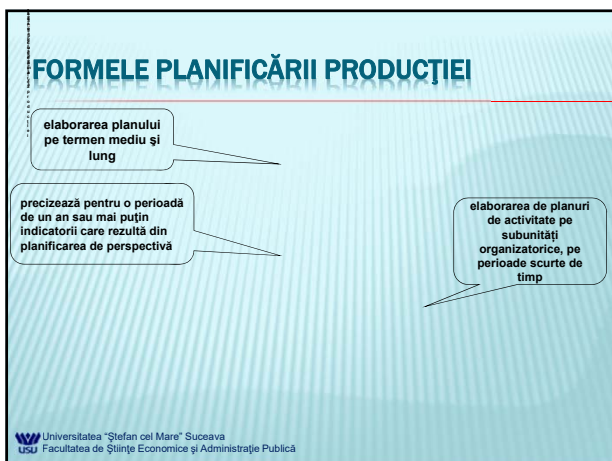 FORMELE PLANIFICĂRII PRODUCŢIEI
elaborarea planului
pe termen mediu şi
lung
precizează pentru o perioadă
de un an sau mai puţin
indicatorii care rezultă din
planificarea de perspectivă
elaborarea de planuri
de activitate pe
subunităţi
organizatorice, pe
perioade scurte de
timp
USU
Universitatea “Ştefan cel Mare” Suceava
Facultatea de Ştiinţe Economice şi Administraţie Publică